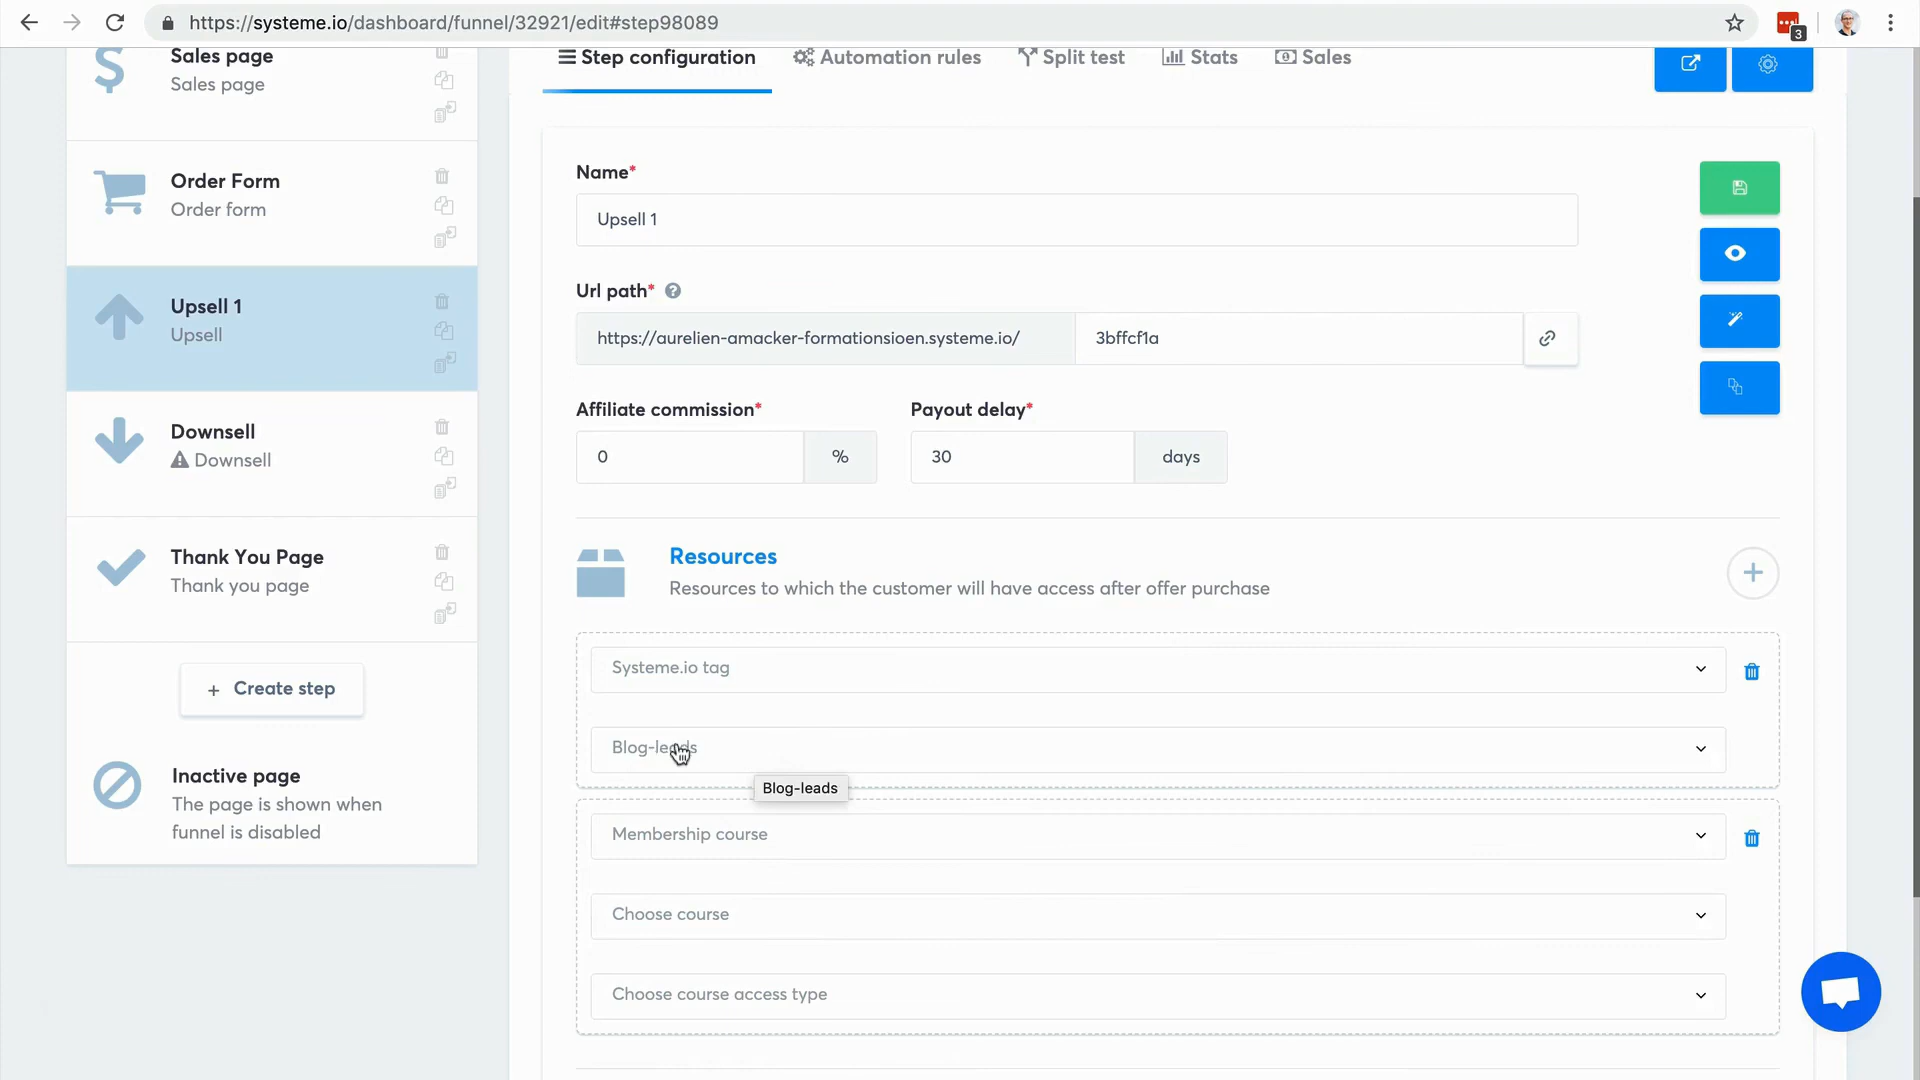 https://systeme.io/dashboard/funnel/32921/edit#step98089
3
Sales page
Sales page
Order Form
Order form
Upsell 1
Upsell
Downsell
Downsell
Thank You Page
Thank you page
+ Create step
Inactive page
The page is shown when
funnel is disabled
Step configuration
Automation rules
Split test
Stats
Sales
Name*
Upsell 1
Url path* ?
https://aurelien-amacker-formationsioen.systeme.io/
3bffcf1a
Affiliate commission*
Payout delay*
0 %
30 days
Resources
Resources to which the customer will have access after offer purchase
Systeme.io tag
Blog-leads
Blog-leads
Membership course
Choose course
Choose course access type